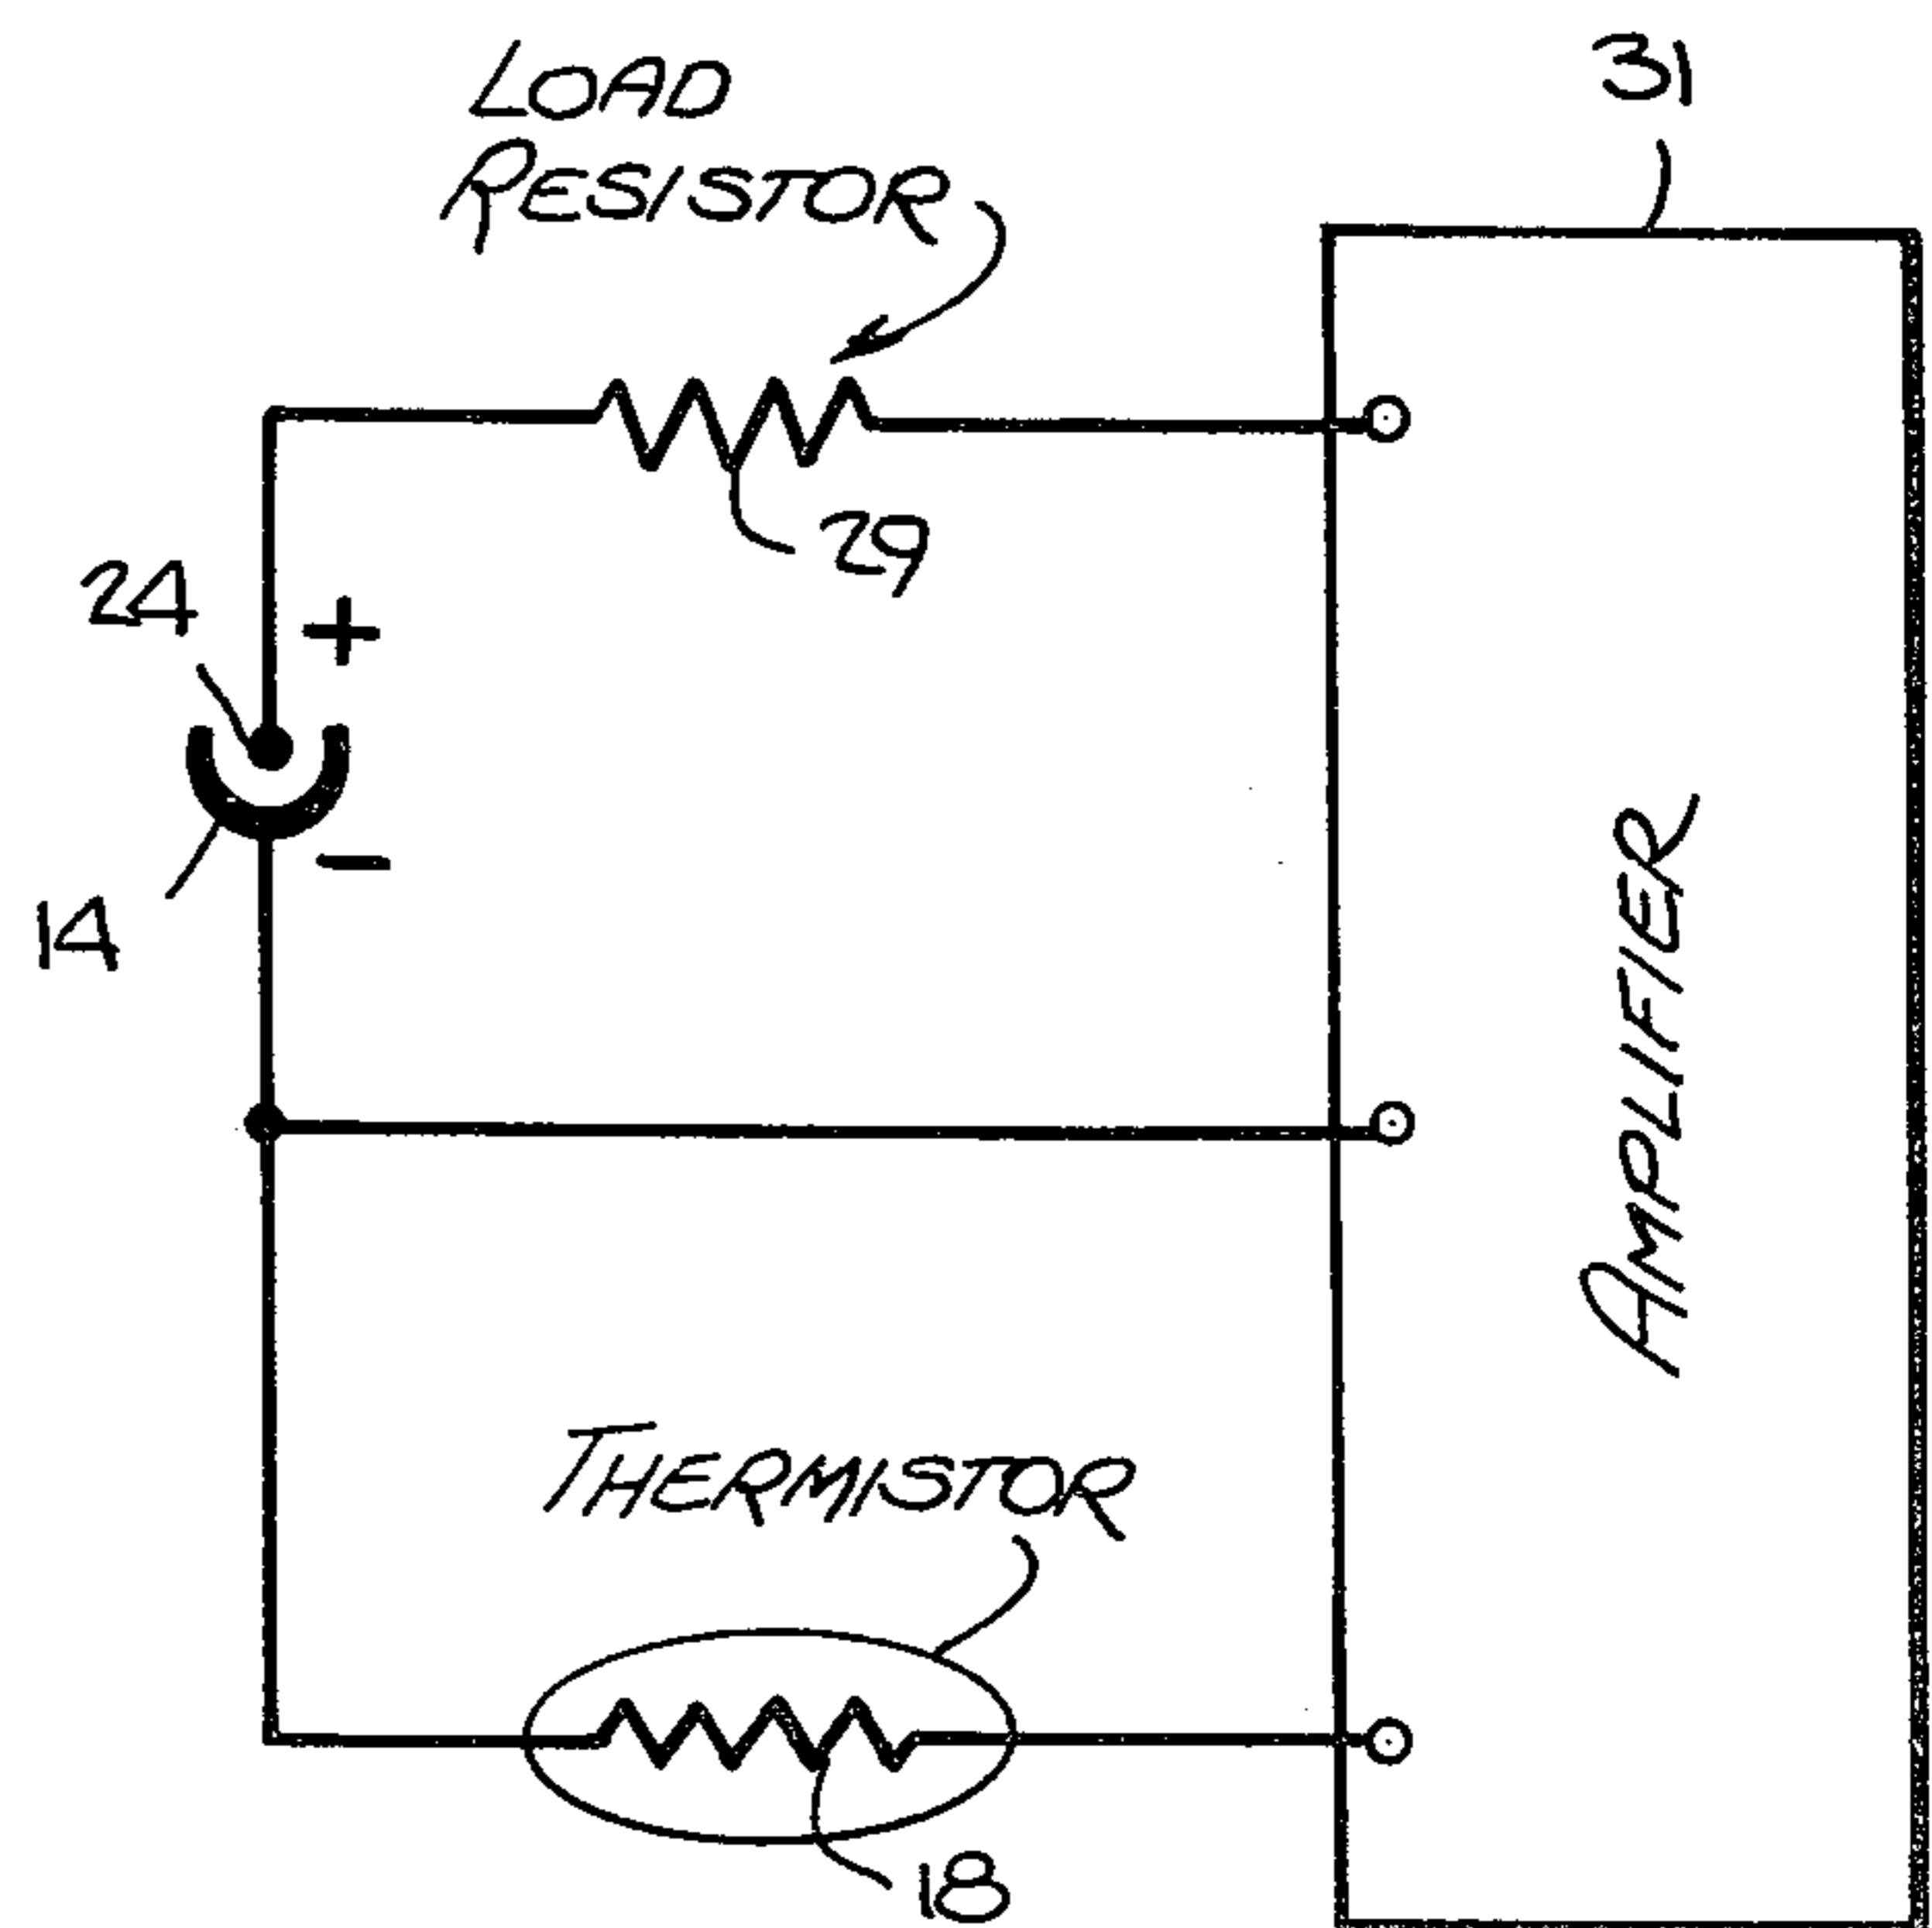 LOAD
RESISTOR
31
29
24
+
14
−
AMPLIFIER
THERMISTOR
18